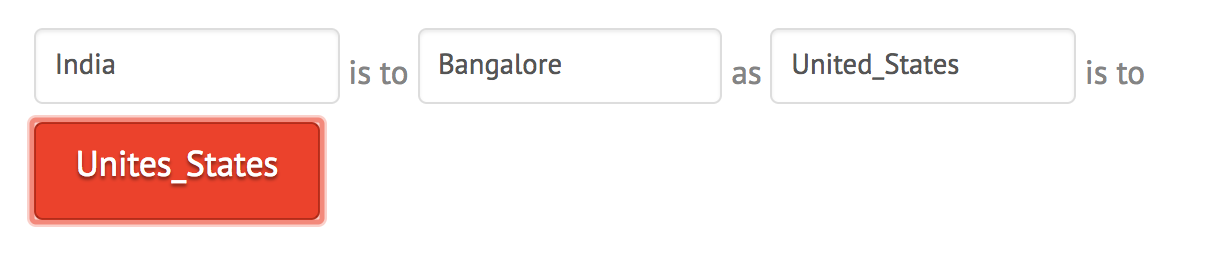 India is to Bangalore as United_States is to
Unites_States